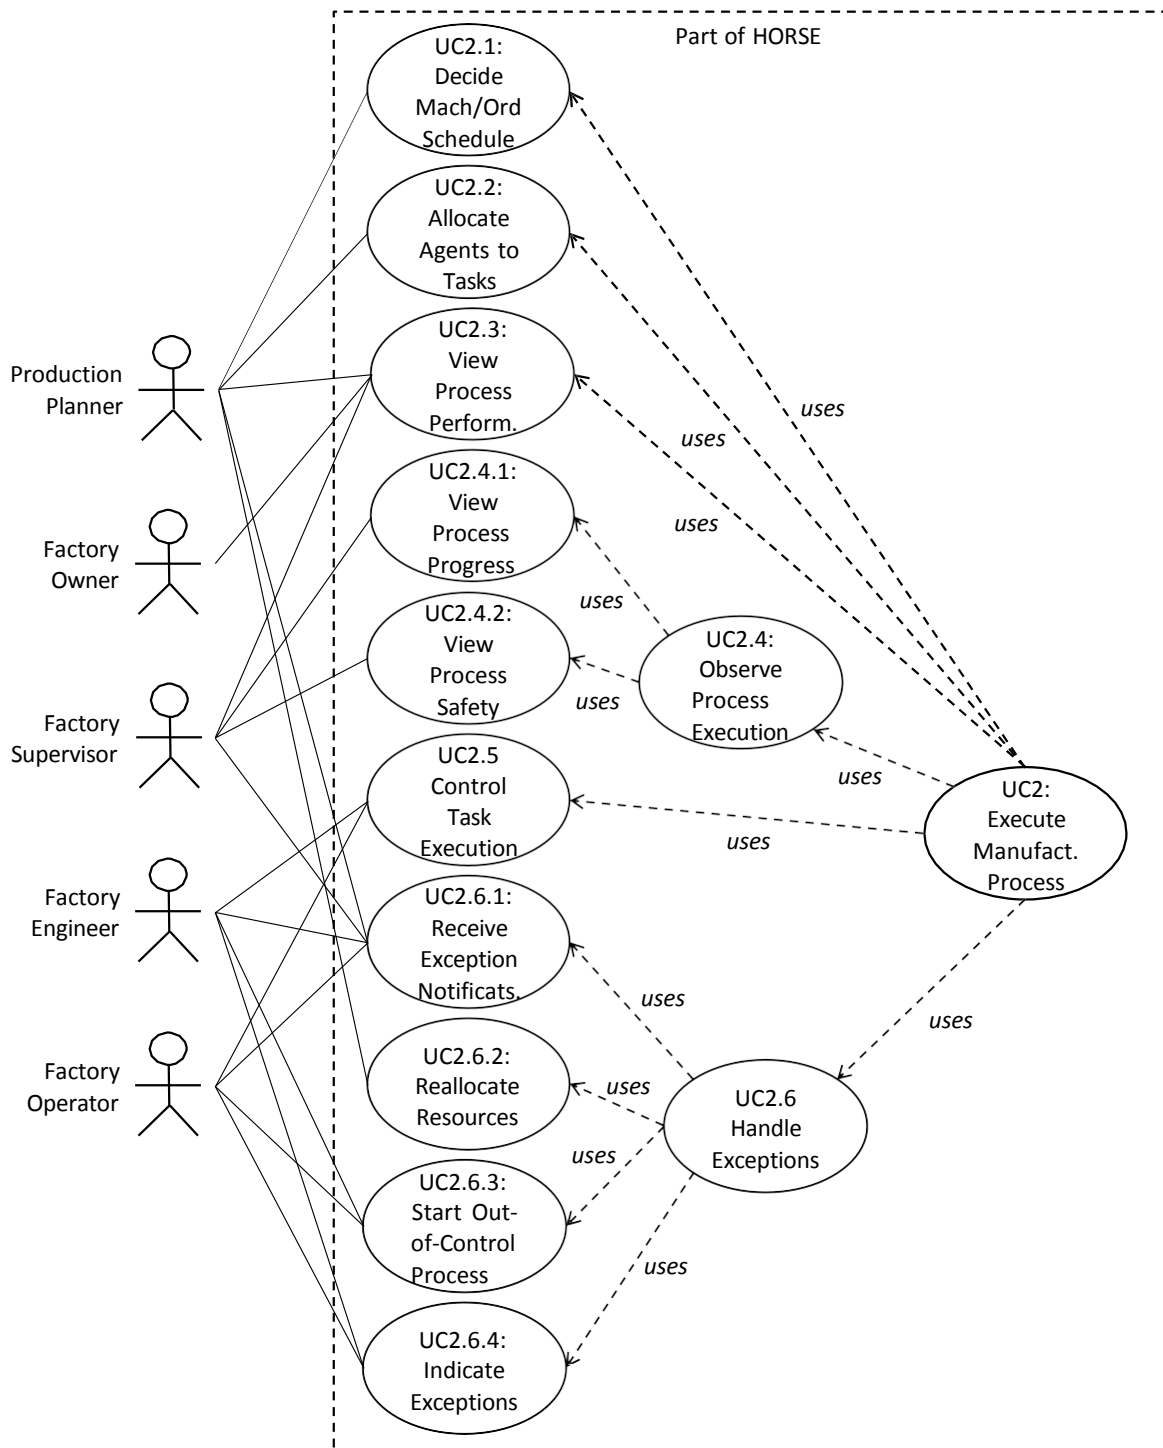 Part of HORSE
UC2.1:
Decide
Mach/Ord
Schedule
UC2.2:
Allocate
Agents to
Tasks
UC2.3:
View
Process
Perform.
Production
Planner
uses
uses
uses
UC2.4.1:
View
Process
Progress
Factory
Owner
uses
UC2.4.2:
View
Process
Safety
uses
UC2.4:
Observe
Process
Execution
Factory
Supervisor
UC2.5
Control
Task
Execution
uses
uses
UC2:
Execute
Manufact.
Process
Factory
Engineer
UC2.6.1:
Receive
Exception
Notificats.
uses
uses
Factory
Operator
UC2.6.2:
Reallocate
Resources
uses
UC2.6
Handle
Exceptions
uses
UC2.6.3:
Start Out-
of-Control
Process
uses
UC2.6.4:
Indicate
Exceptions